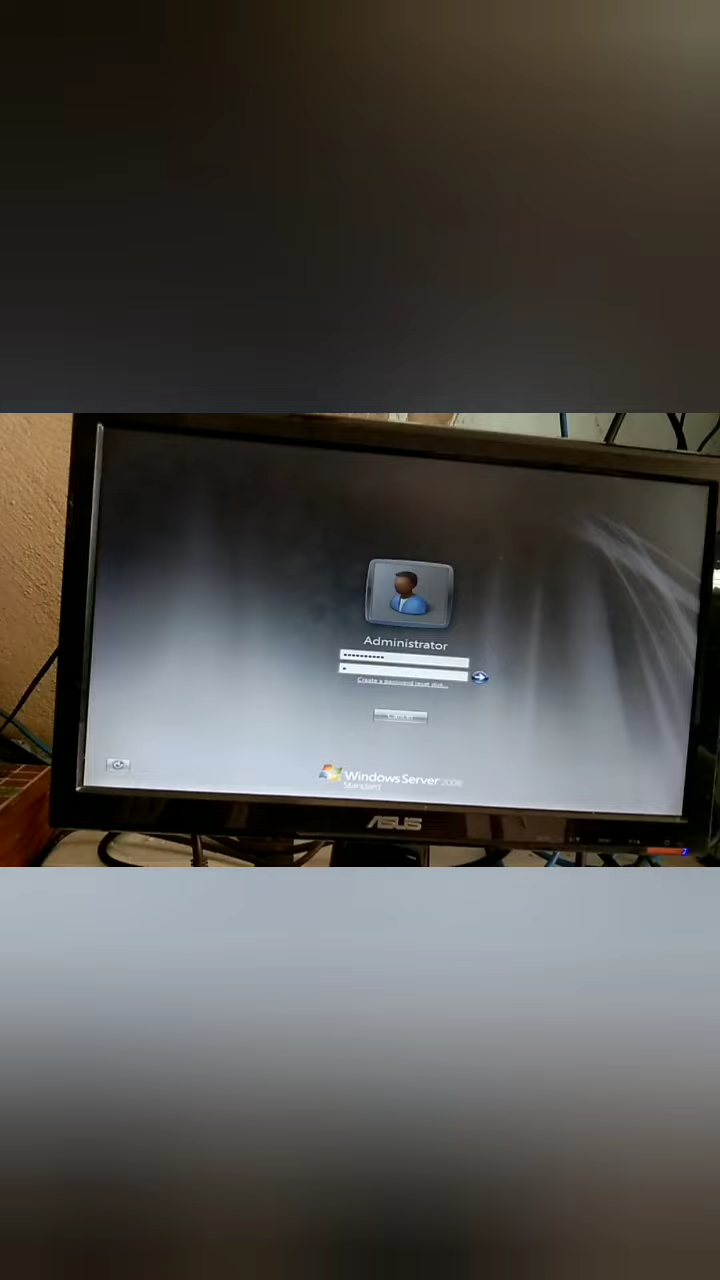 Administrator
Create a password reset disk...
Cancel
Windows Server 2008
Standard
ASUS